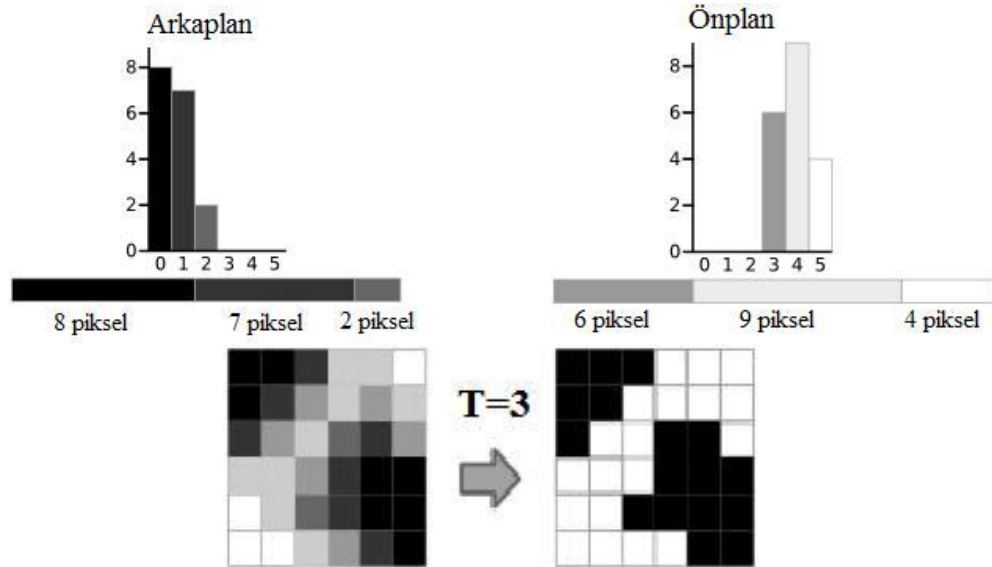 Arkaplan
Önplan
8
6
4
2
0
0 1 2 3 4 5
8
6
4
2
0
0 1 2 3 4 5
8 piksel
7 piksel
2 piksel
6 piksel
9 piksel
4 piksel
T=3